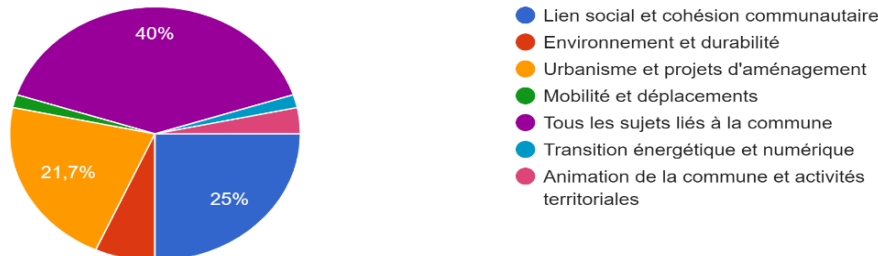 40%
21,7%
25%
Lien social et cohésion communautaire
Environnement et durabilité
Urbanisme et projets d'aménagement
Mobilité et déplacements
Tous les sujets liés à la commune
Transition énergétique et numérique
Animation de la commune et activités
territoriales